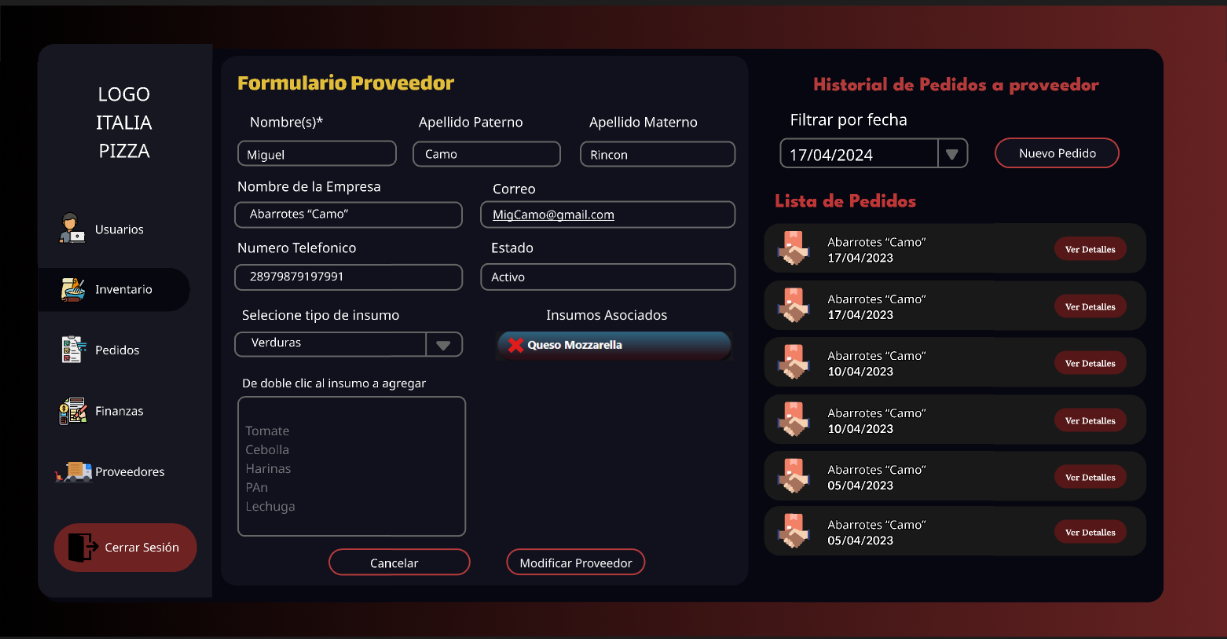 LOGO
ITALIA
PIZZA
Usuarios
Inventario
Pedidos
Finanzas
Proveedores
Cerrar Sesión
Formulario Proveedor
Nombre(s)*
Apellido Paterno
Apellido Materno
Miguel
Camo
Rincon
Nombre de la Empresa
Correo
Abarrotes “Camo”
MigCamo@gmail.com
Numero Telefonico
Estado
28979879197991
Activo
Selecione tipo de insumo
Insumos Asociados
Verduras
Queso Mozzarella
De doble clic al insumo a agregar
Tomate
Cebolla
Harinas
PAn
Lechuga
Cancelar
Modificar Proveedor
Historial de Pedidos a proveedor
Filtrar por fecha
17/04/2024
Nuevo Pedido
Lista de Pedidos
Abarrotes “Camo”
17/04/2023
Ver Detalles
Abarrotes “Camo”
17/04/2023
Ver Detalles
Abarrotes “Camo”
10/04/2023
Ver Detalles
Abarrotes “Camo”
10/04/2023
Ver Detalles
Abarrotes “Camo”
05/04/2023
Ver Detalles
Abarrotes “Camo”
05/04/2023
Ver Detalles